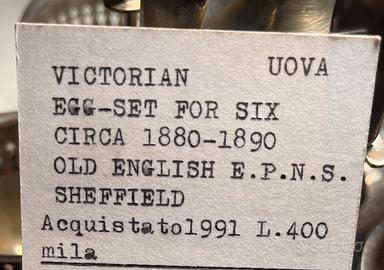 UOVA
VICTORIAN
EGG-SET FOR SIX
CIRCA 1880-1890
OLD ENGLISH E.P.N.S.
SHEFFIELD
Acquistato1991 L.400
mila